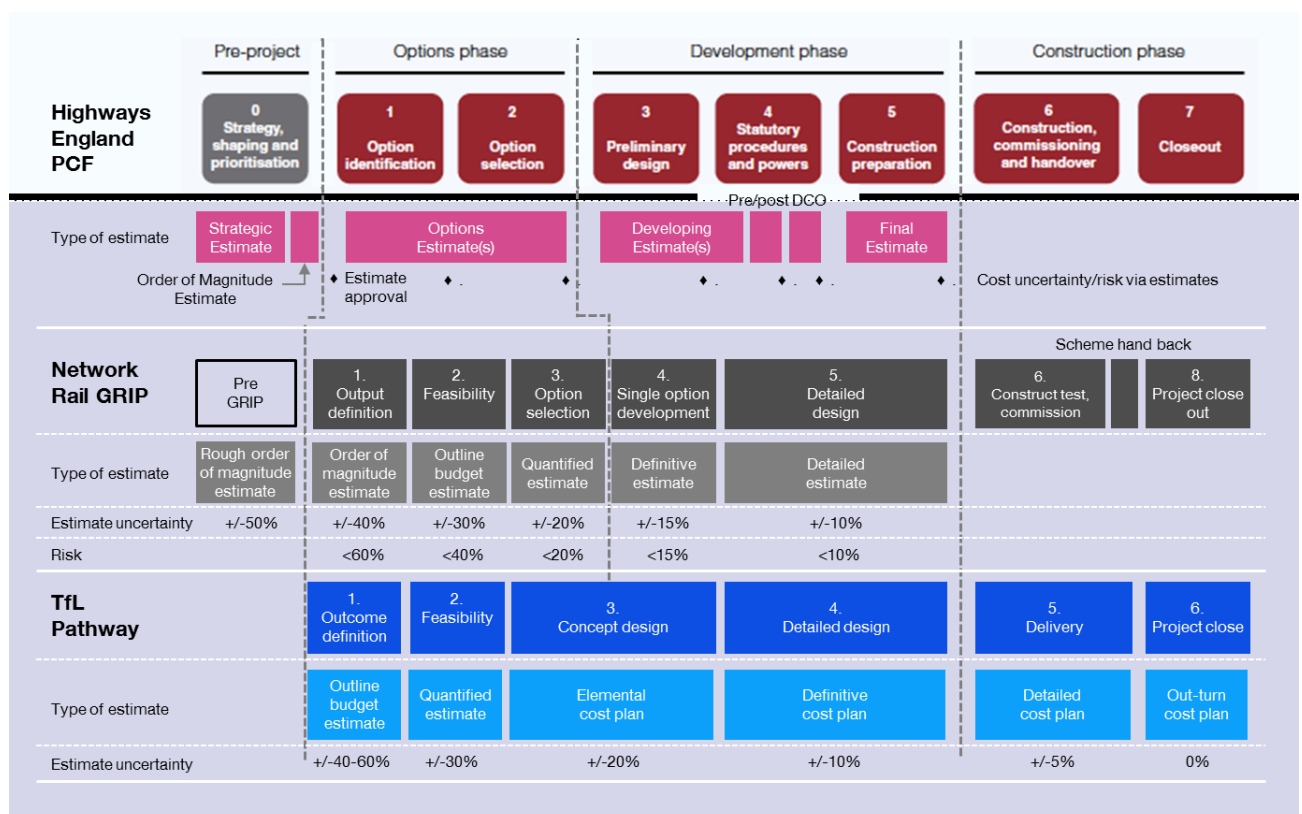 Pre-project
Options phase
Development phase
Construction phase
Highways
England
PCF
0
Strategy,
shaping and
prioritisation
1
Option
identification
2
Option
selection
3
Preliminary
design
4
Statutory
procedures
and powers
5
Construction
preparation
6
Construction,
commissioning
and handover
7
Closeout
Pre/post DCO
Type of estimate
Strategic
Estimate
Options
Estimate(s)
Developing
Estimate(s)
Final
Estimate
Order of Magnitude
Estimate
Estimate
approval
Cost uncertainty/risk via estimates
Scheme hand back
Network
Rail GRIP
Pre
GRIP
1.
Output
definition
2.
Feasibility
3.
Option
selection
4.
Single option
development
5.
Detailed
design
6.
Construct test,
commission
8.
Project close
out
Type of estimate
Rough order
of magnitude
estimate
Order of
magnitude
estimate
Outline
budget
estimate
Quantified
estimate
Definitive
estimate
Detailed
estimate
Estimate uncertainty
+/-50%
+/-40%
+/-30%
+/-20%
+/-15%
+/-10%
Risk
<60%
<40%
<20%
<15%
<10%
TfL
Pathway
1.
Outcome
definition
2.
Feasibility
3.
Concept design
4.
Detailed design
5.
Delivery
6.
Project close
Type of estimate
Outline
budget
estimate
Quantified
estimate
Elemental
cost plan
Definitive
cost plan
Detailed
cost plan
Out-turn
cost plan
Estimate uncertainty
+/-40-60%
+/-30%
+/-20%
+/-10%
+/-5%
0%